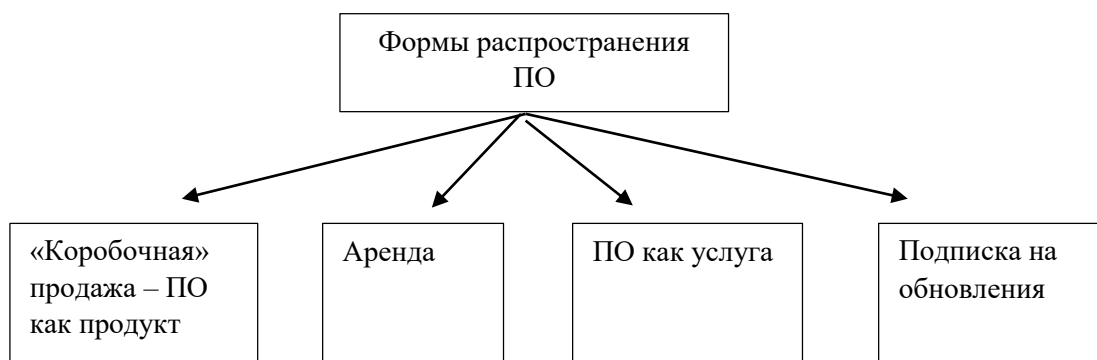 Формы распространения
ПО
«Коробочная»
продажа – ПО
как продукт
Аренда
ПО как услуга
Подписка на
обновления